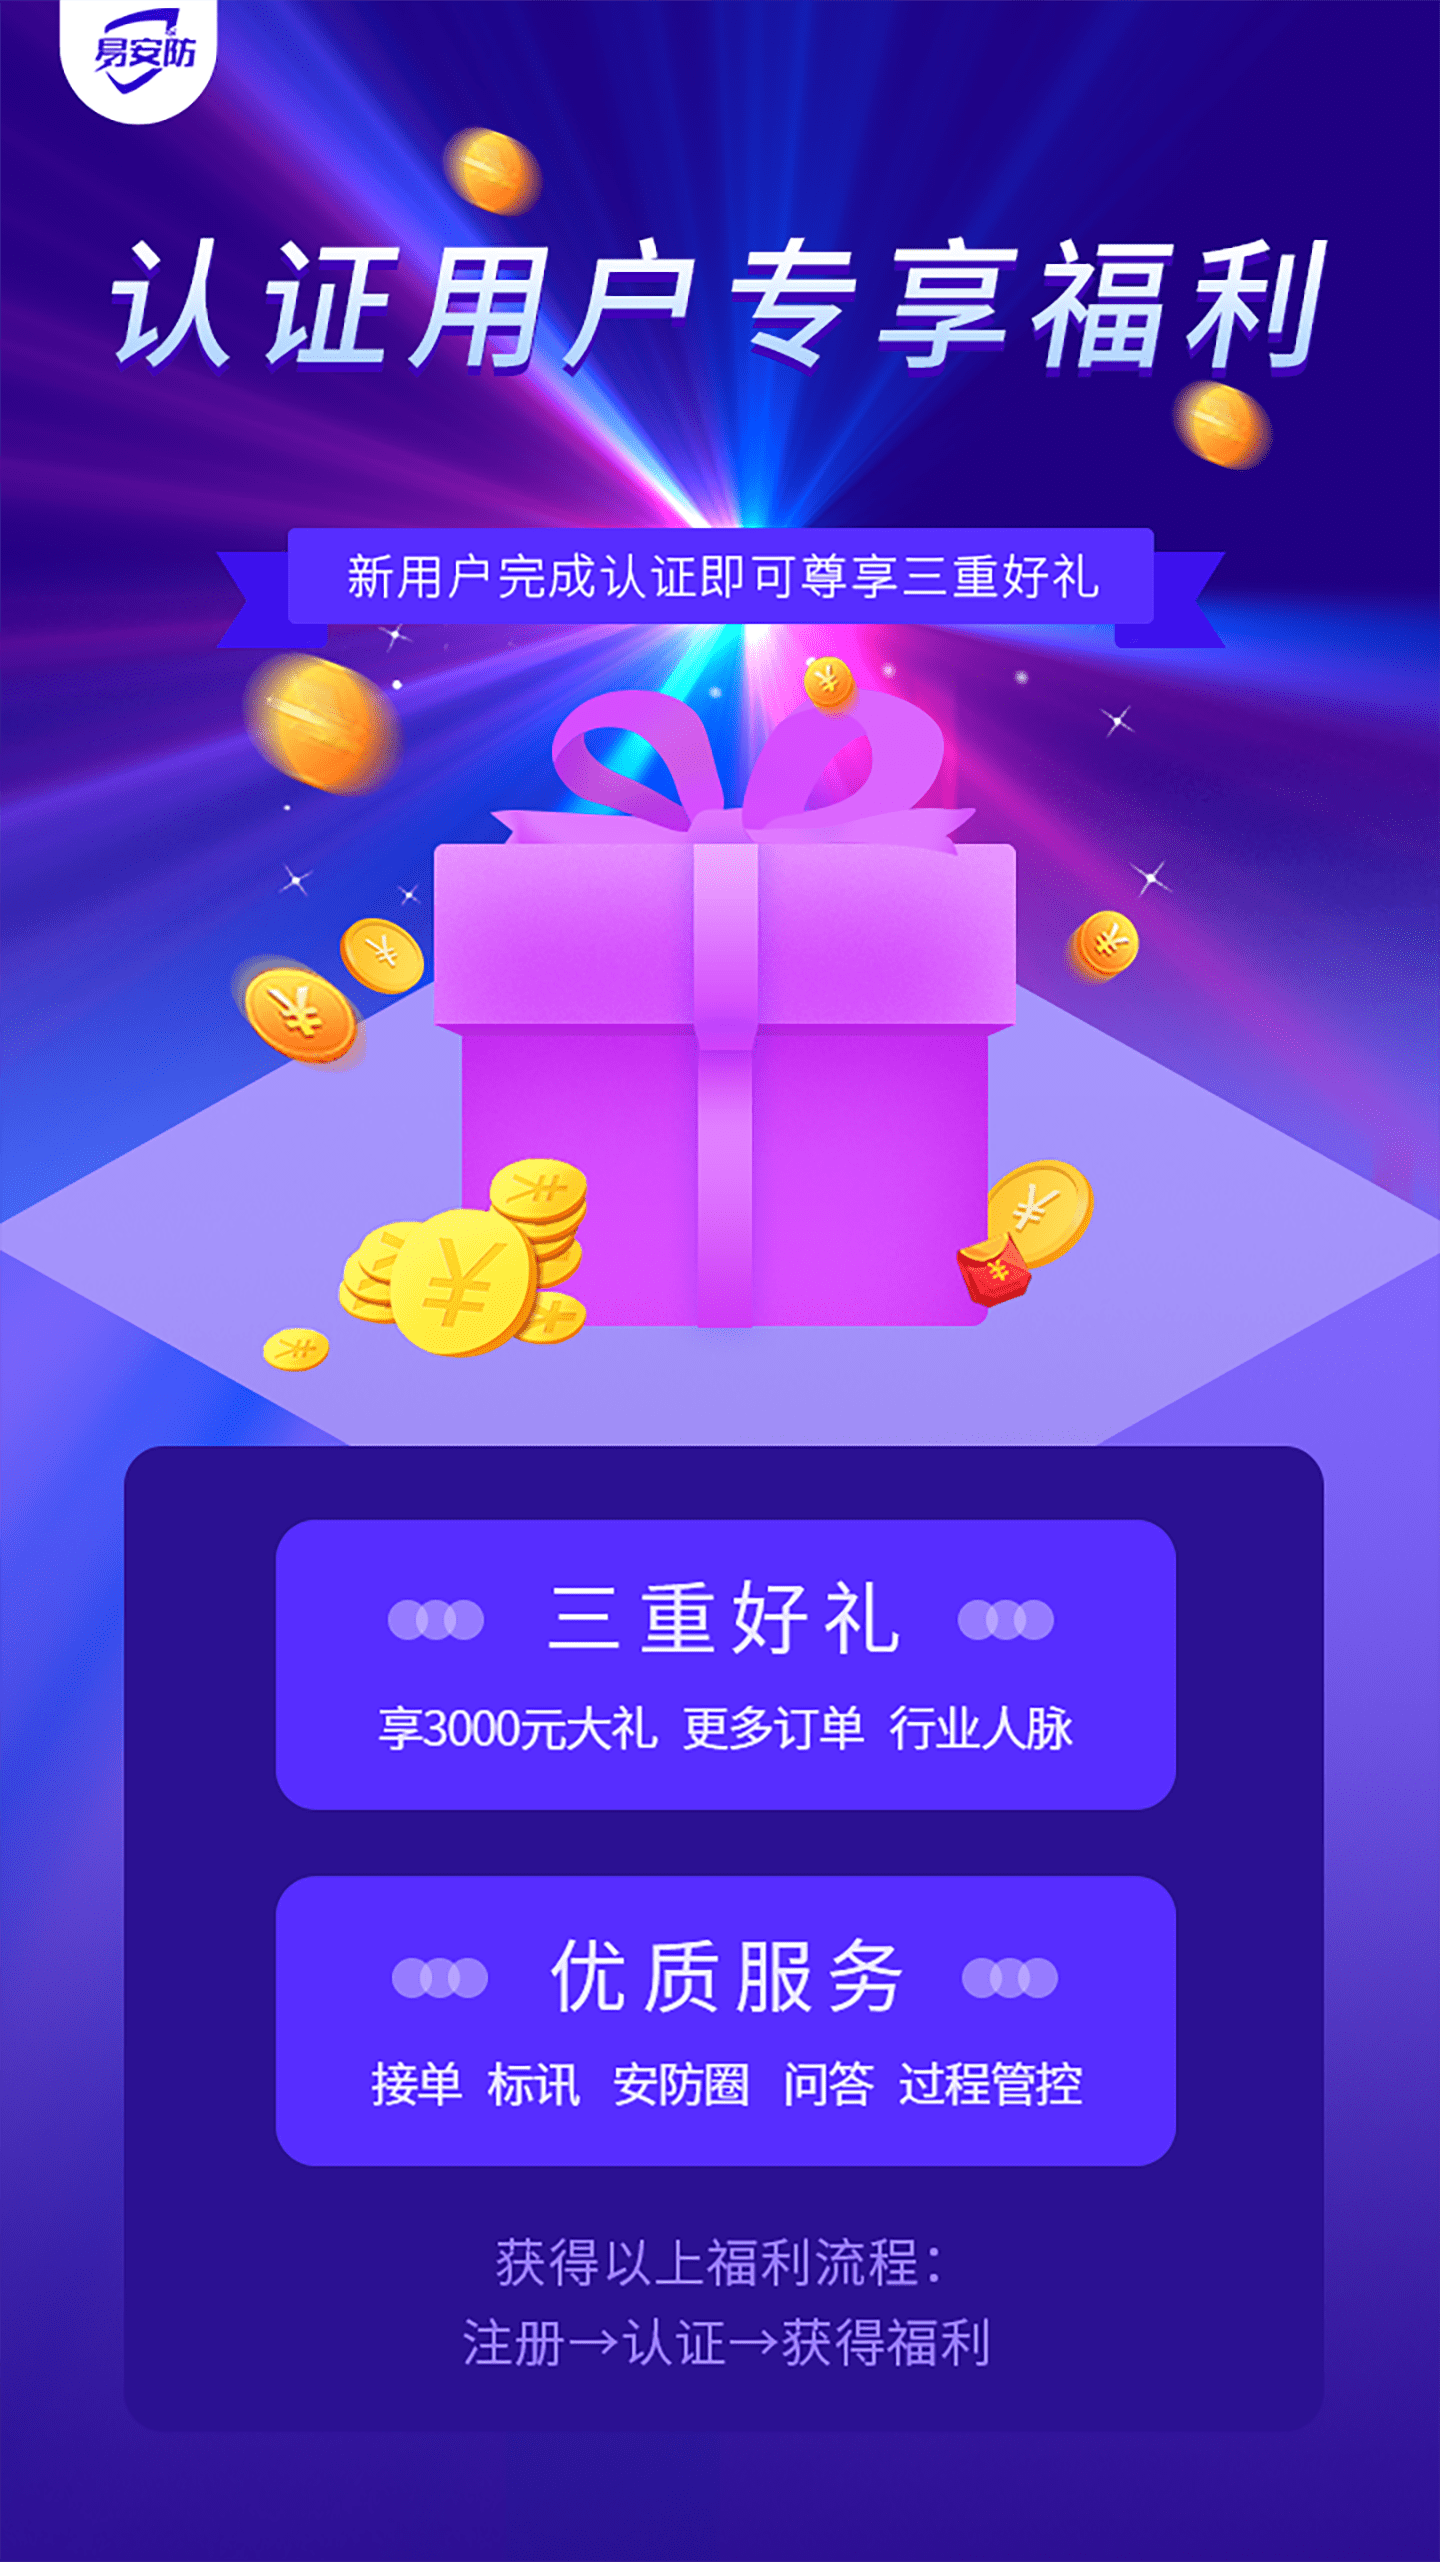 易安防
认证用户专享福利
新用户完成认证即可尊享三重好礼
三重好礼
享3000元大礼 更多订单 行业人脉
优质服务
接单 标讯 安防圈 问答 过程管控
获得以上福利流程：
注册→认证→获得福利